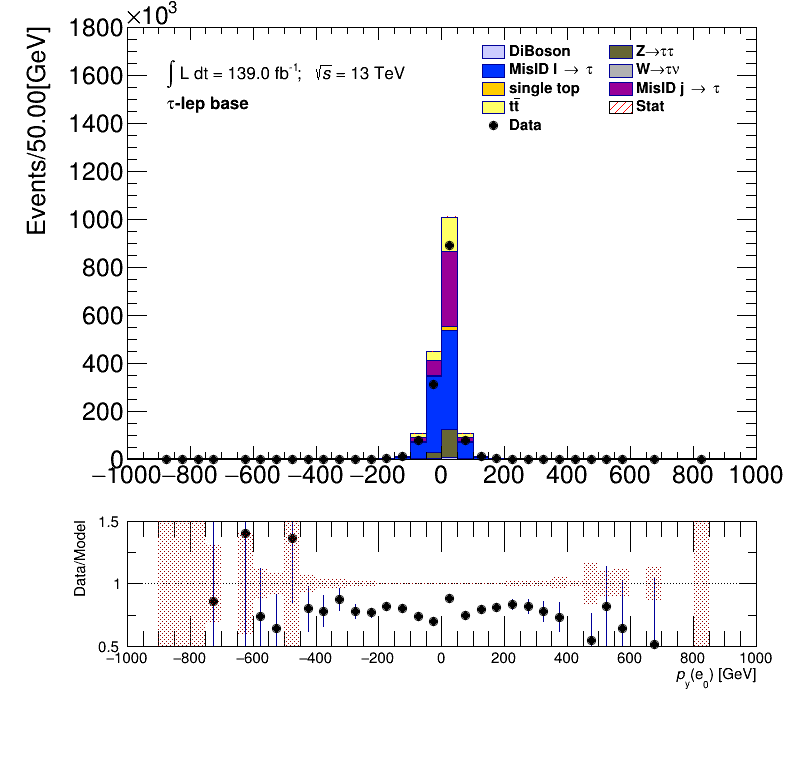 ×10³
1800
1600
1400
1200
1000
800
600
400
200
0
Events/50.00[GeV]
∫ L dt = 139.0 fb⁻¹; √s = 13 TeV
τ-lep base
DiBoson
MisID l → τ
single top
tt̄
Data
Z→ττ
W→τν
MisID j → τ
Stat
−1000 −800 −600 −400 −200 0 200 400 600 800 1000
Data/Model
1.5
1
0.5
−1000 −800 −600 −400 −200 0 200 400 600 800 1000
p_y(e_0) [GeV]